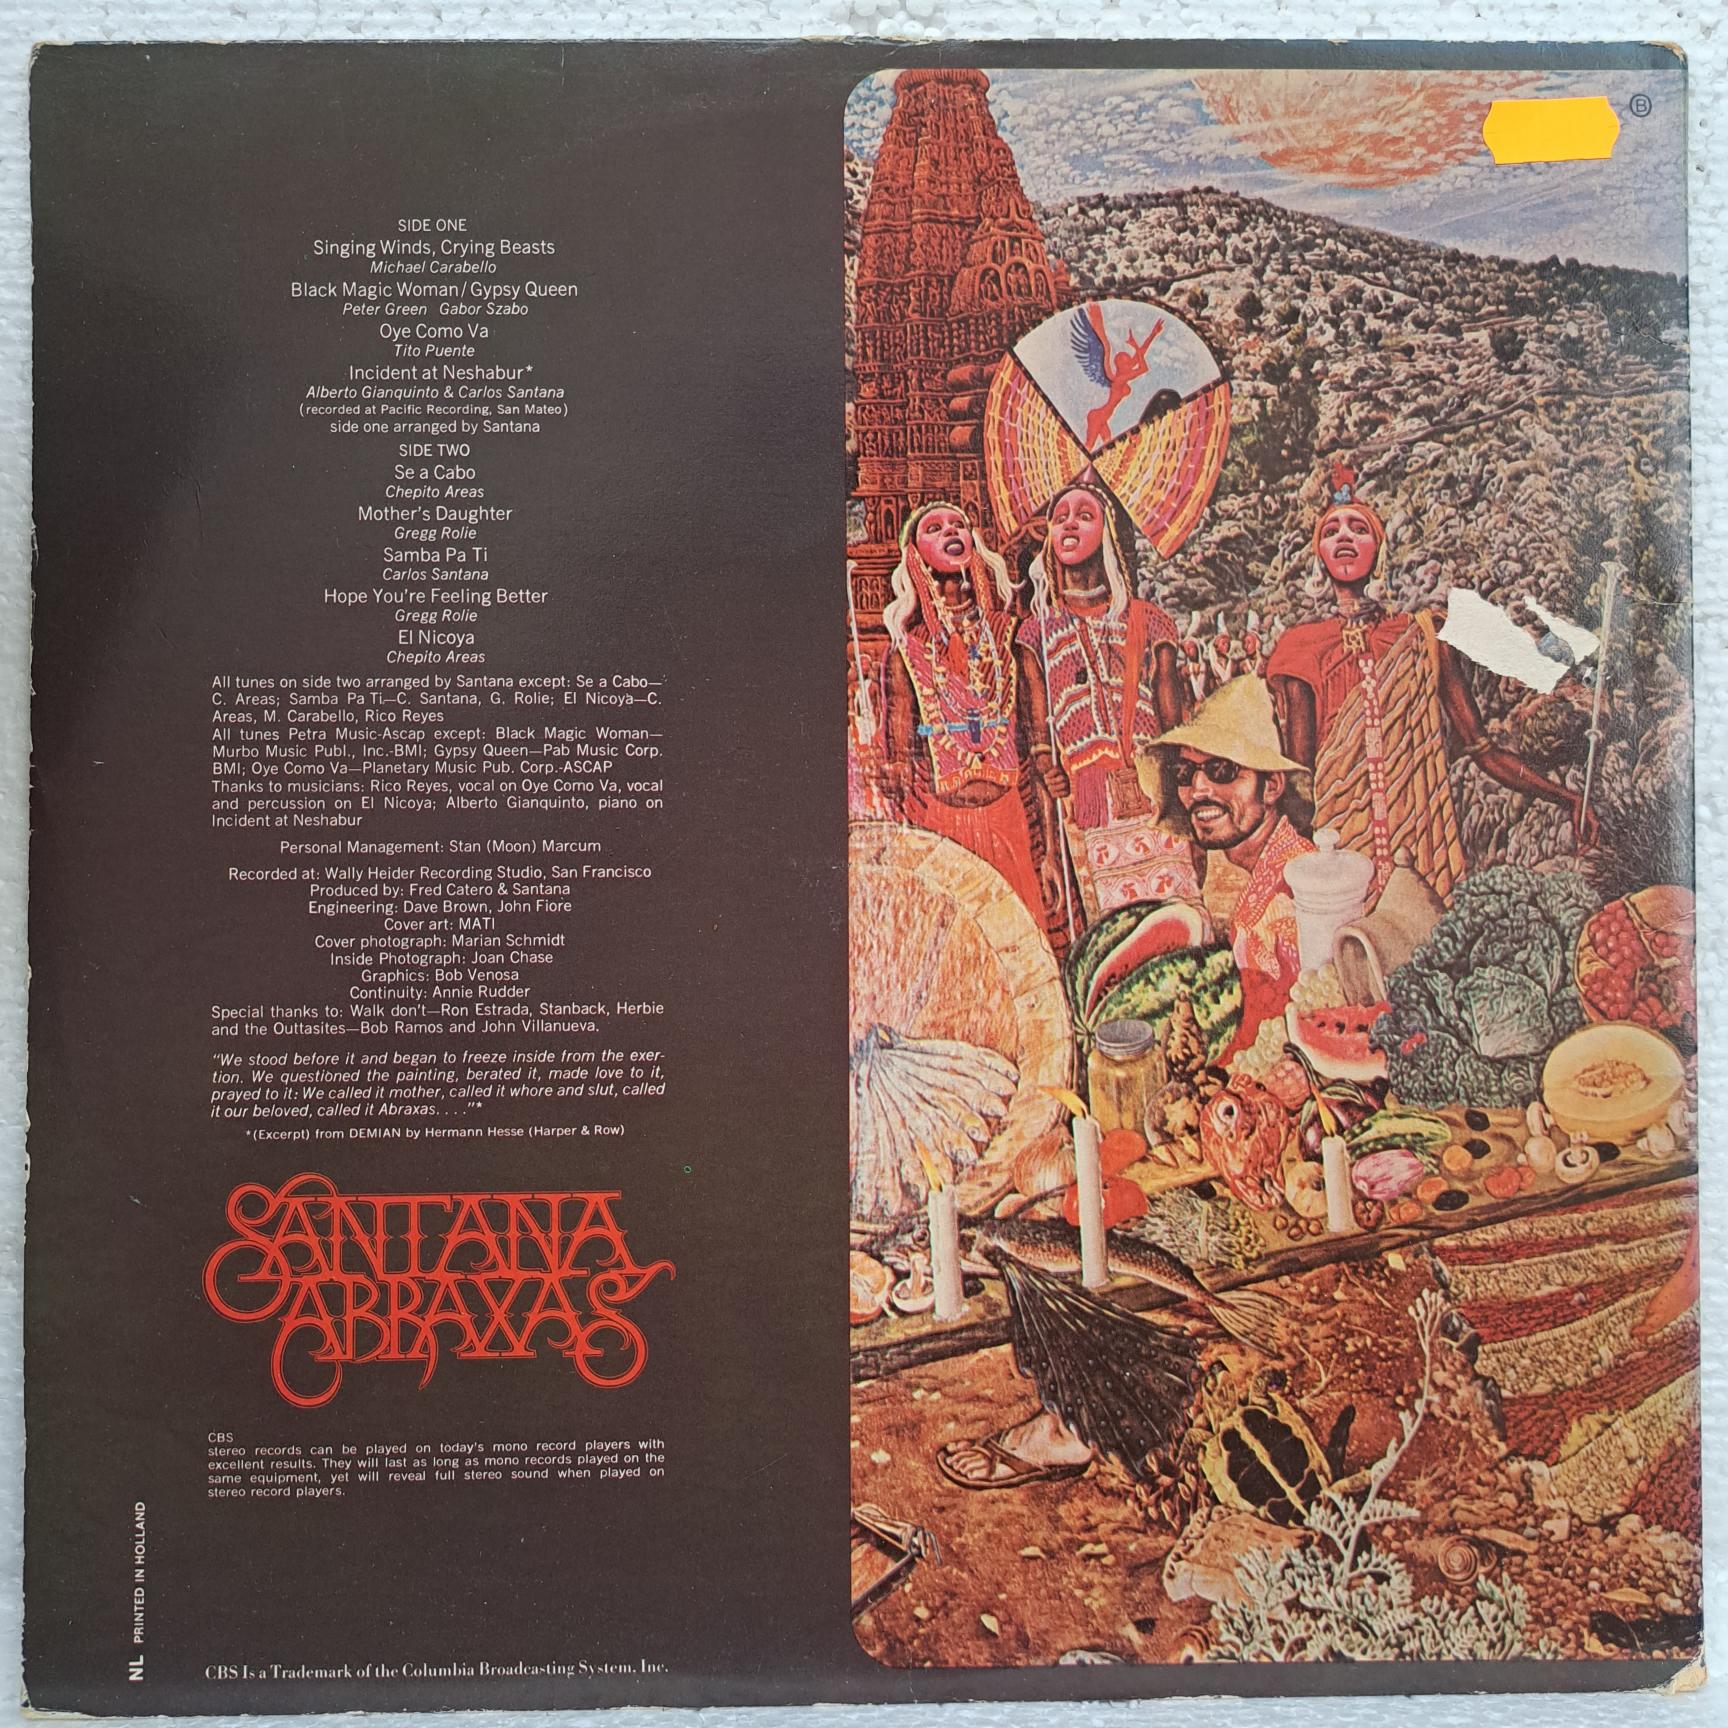 SIDE ONE
Singing Winds, Crying Beasts
Michael Carabello
Black Magic Woman/Gypsy Queen
Peter Green Gabor Szabo
Oye Como Va
Tito Puente
Incident at Neshabur*
Alberto Gianquinto & Carlos Santana
(recorded at Pacific Recording, San Mateo)
side one arranged by Santana
SIDE TWO
Se a Cabo
Chepito Areas
Mother's Daughter
Gregg Rolie
Samba Pa Ti
Carlos Santana
Hope You're Feeling Better
Gregg Rolie
El Nicoya
Chepito Areas
All tunes on side two arranged by Santana except: Se a Cabo—
C. Areas; Samba Pa Ti—C. Santana, G. Rolie; El Nicoya—C.
Areas, M. Carabello, Rico Reyes
All tunes Petra Music-Ascap except: Black Magic Woman—
Murbo Music Publ., Inc.-BMI; Gypsy Queen—Pab Music Corp.
BMI; Oye Como Va—Planetary Music Pub. Corp.-ASCAP
Thanks to musicians: Rico Reyes, vocal on Oye Como Va, vocal
and percussion on El Nicoya; Alberto Gianquinto, piano on
Incident at Neshabur
Personal Management: Stan (Moon) Marcum
Recorded at: Wally Heider Recording Studio, San Francisco
Produced by: Fred Catero & Santana
Engineering: Dave Brown, John Fiore
Cover art: MATI
Cover photograph: Marian Schmidt
Inside Photograph: Joan Chase
Graphics: Bob Venosa
Continuity: Annie Rudder
Special thanks to: Walk don't—Ron Estrada, Stanback, Herbie
and the Outtasites—Bob Ramos and John Villanueva.
"We stood before it and began to freeze inside from the exer-
tion. We questioned the painting, berated it, made love to it,
prayed to it: We called it mother, called it whore and slut, called
it our beloved, called it Abraxas. . . ."*
*(Excerpt) from DEMIAN by Hermann Hesse (Harper & Row)
SANTANA
ABRAXAS
CBS
stereo records can be played on today's mono record players with
excellent results. They will last as long as mono records played on the
same equipment, yet will reveal full stereo sound when played on
stereo record players.
NL PRINTED IN HOLLAND
CBS Is a Trademark of the Columbia Broadcasting System, Inc.
B